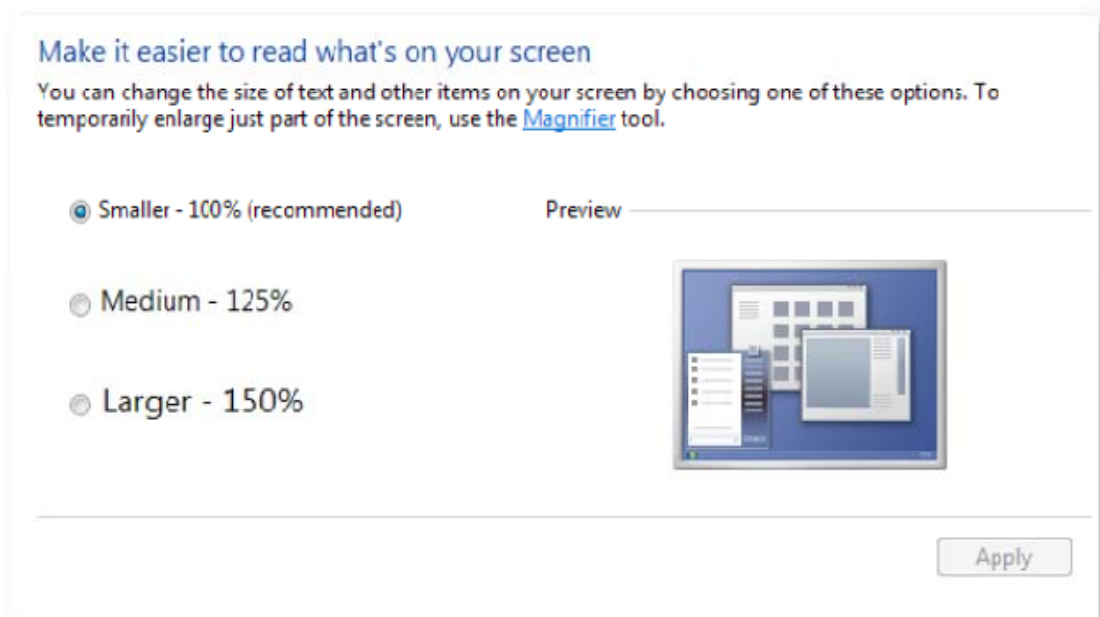 Make it easier to read what's on your screen
You can change the size of text and other items on your screen by choosing one of these options. To
temporarily enlarge just part of the screen, use the Magnifier tool.
Smaller - 100% (recommended)
Preview
Medium - 125%
Larger - 150%
Apply